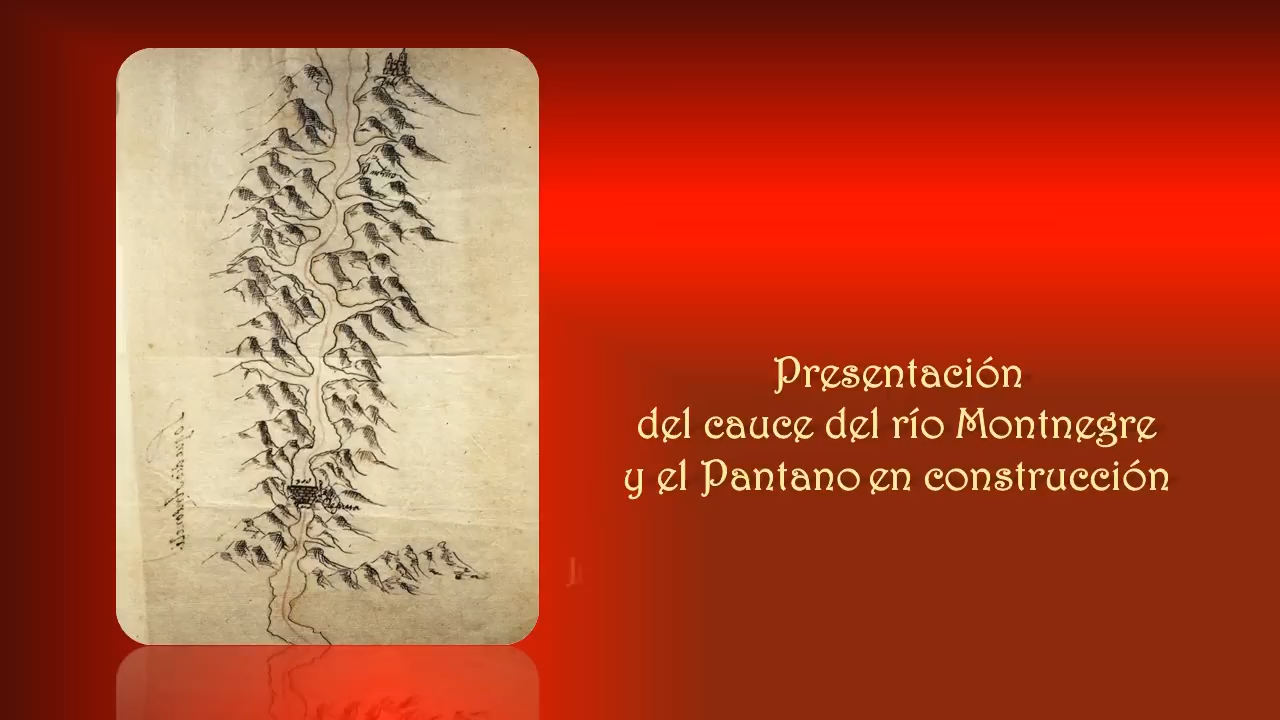 Presentación
del cauce del río Montnegre
y el Pantano en construcción